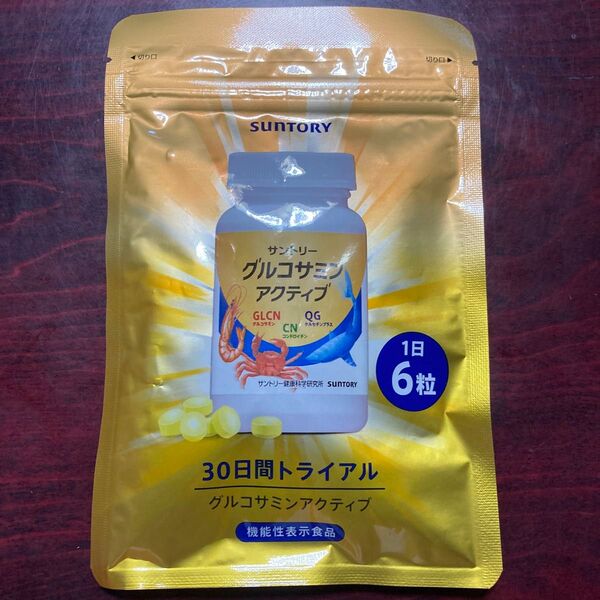 ◀切り口
切り口▶
SUNTORY
サントリー
グルコサミン
アクティブ
GLCN
グルコサミン
QG
ケルセチンプラス
CN
コンドロイチン
サントリー健康科学研究所 SUNTORY
1日
6粒
30日間トライアル
グルコサミンアクティブ
機能性表示食品